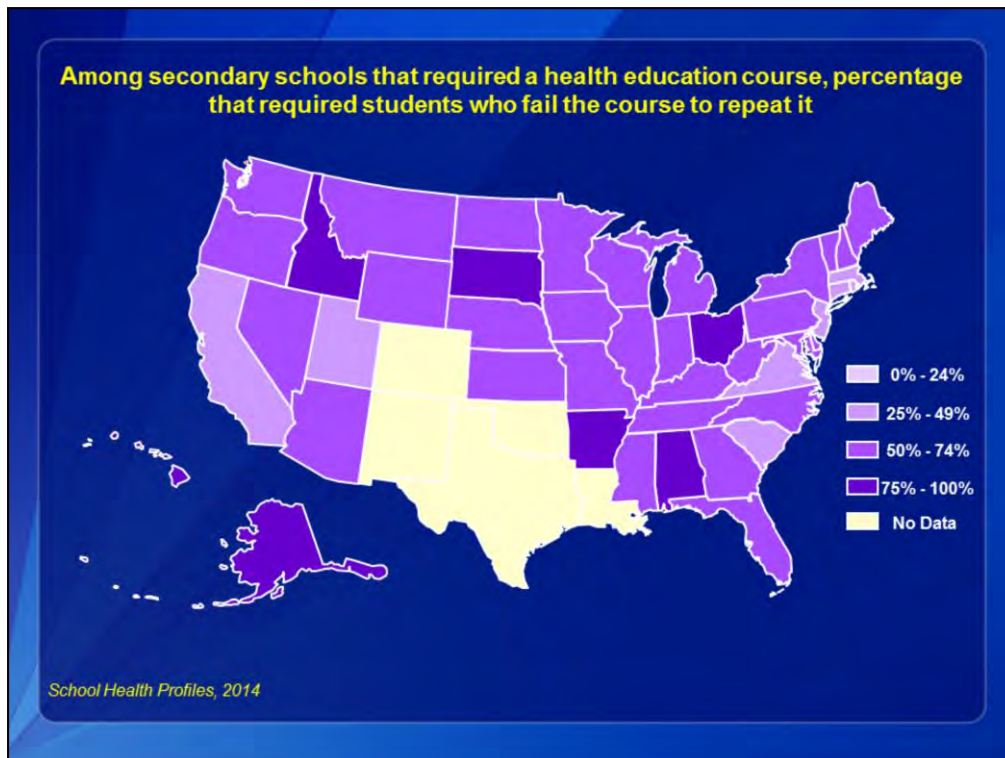 Among secondary schools that required a health education course, percentage
that required students who fail the course to repeat it
0% - 24%
25% - 49%
50% - 74%
75% - 100%
No Data
School Health Profiles, 2014